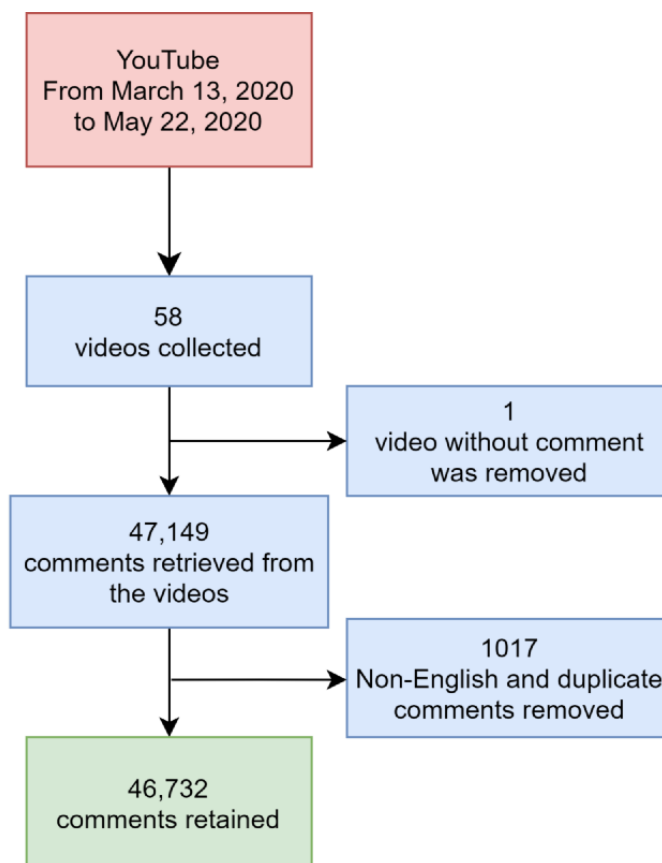 YouTube
From March 13, 2020
to May 22, 2020
58
videos collected
1
video without comment
was removed
47,149
comments retrieved from
the videos
1017
Non-English and duplicate
comments removed
46,732
comments retained